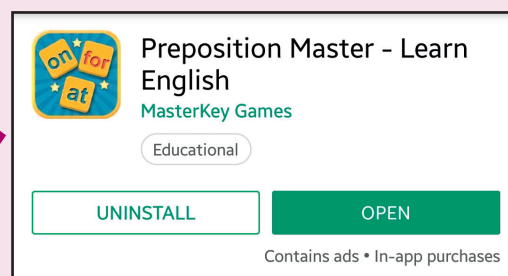 on for
at
Preposition Master - Learn
English
MasterKey Games
Educational
UNINSTALL OPEN
Contains ads • In-app purchases